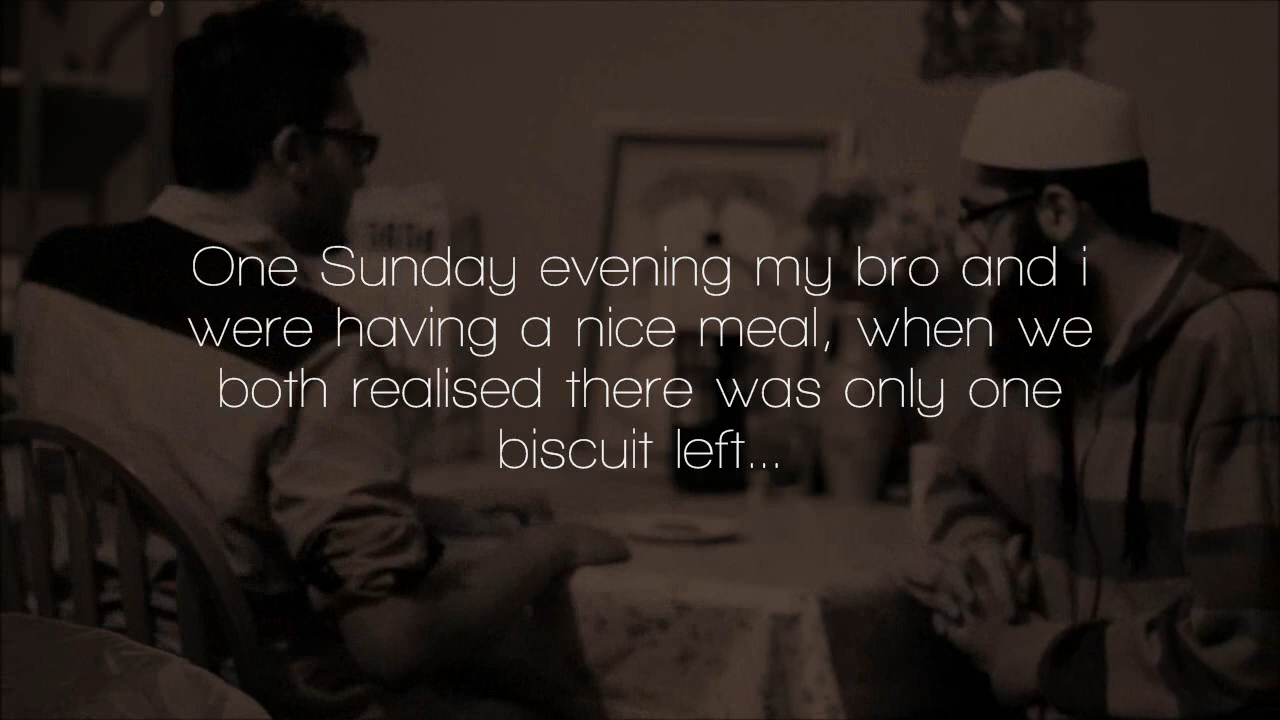 One Sunday evening my bro and i
were having a nice meal, when we
both realised there was only one
biscuit left...